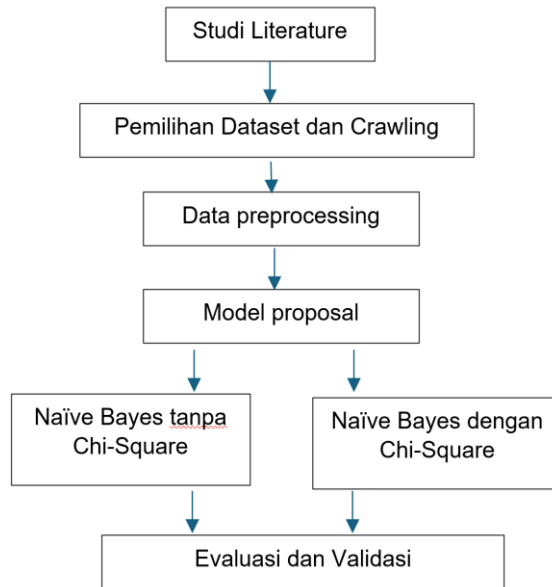 Studi Literature
Pemilihan Dataset dan Crawling
Data preprocessing
Model proposal
Naïve Bayes tanpa
Chi-Square
Naïve Bayes dengan
Chi-Square
Evaluasi dan Validasi